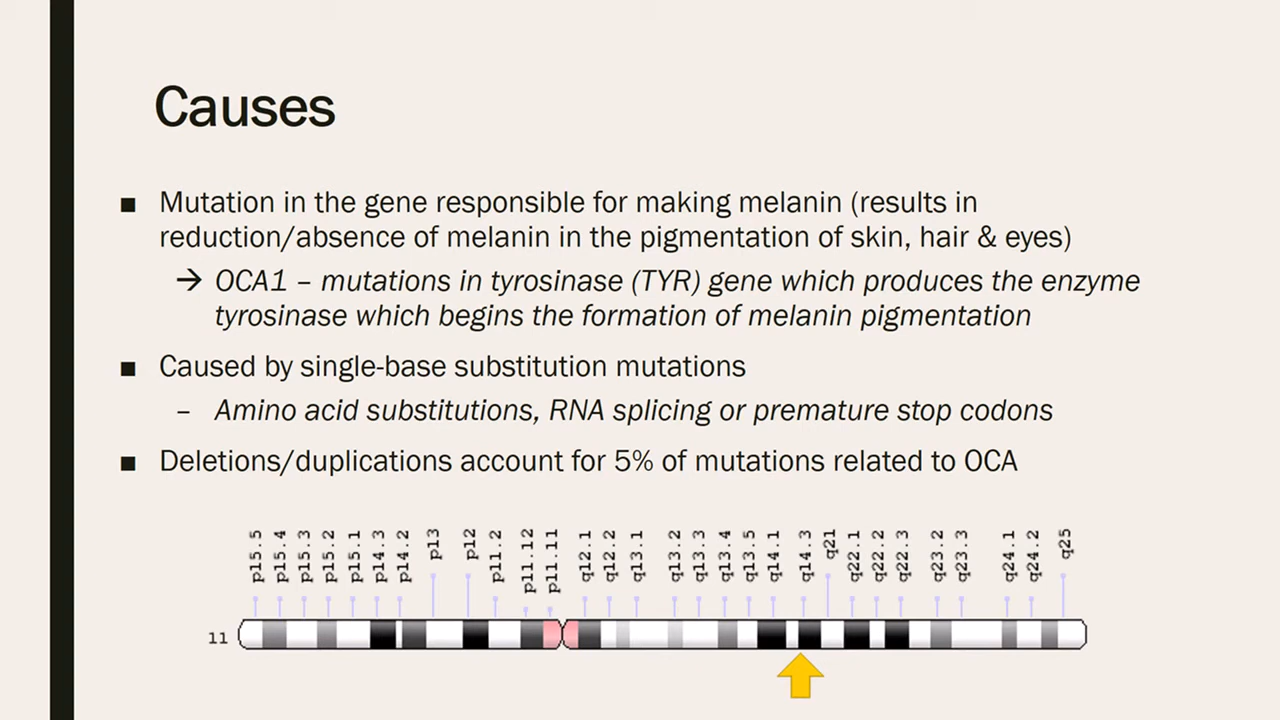 Causes
■ Mutation in the gene responsible for making melanin (results in
reduction/absence of melanin in the pigmentation of skin, hair & eyes)
→ OCA1 – mutations in tyrosinase (TYR) gene which produces the enzyme
tyrosinase which begins the formation of melanin pigmentation
■ Caused by single-base substitution mutations
– Amino acid substitutions, RNA splicing or premature stop codons
■ Deletions/duplications account for 5% of mutations related to OCA
p15.5 p15.4 p15.3 p15.2 p15.1 p14.3 p14.2 p13 p12 p11.2 p11.12 p11.11 q12.1 q12.2 q13.1 q13.2 q13.3 q13.4 q13.5 q14.1 q14.3 q21 q22.1 q22.2 q22.3 q23.2 q23.3 q24.1 q24.2 q25
11